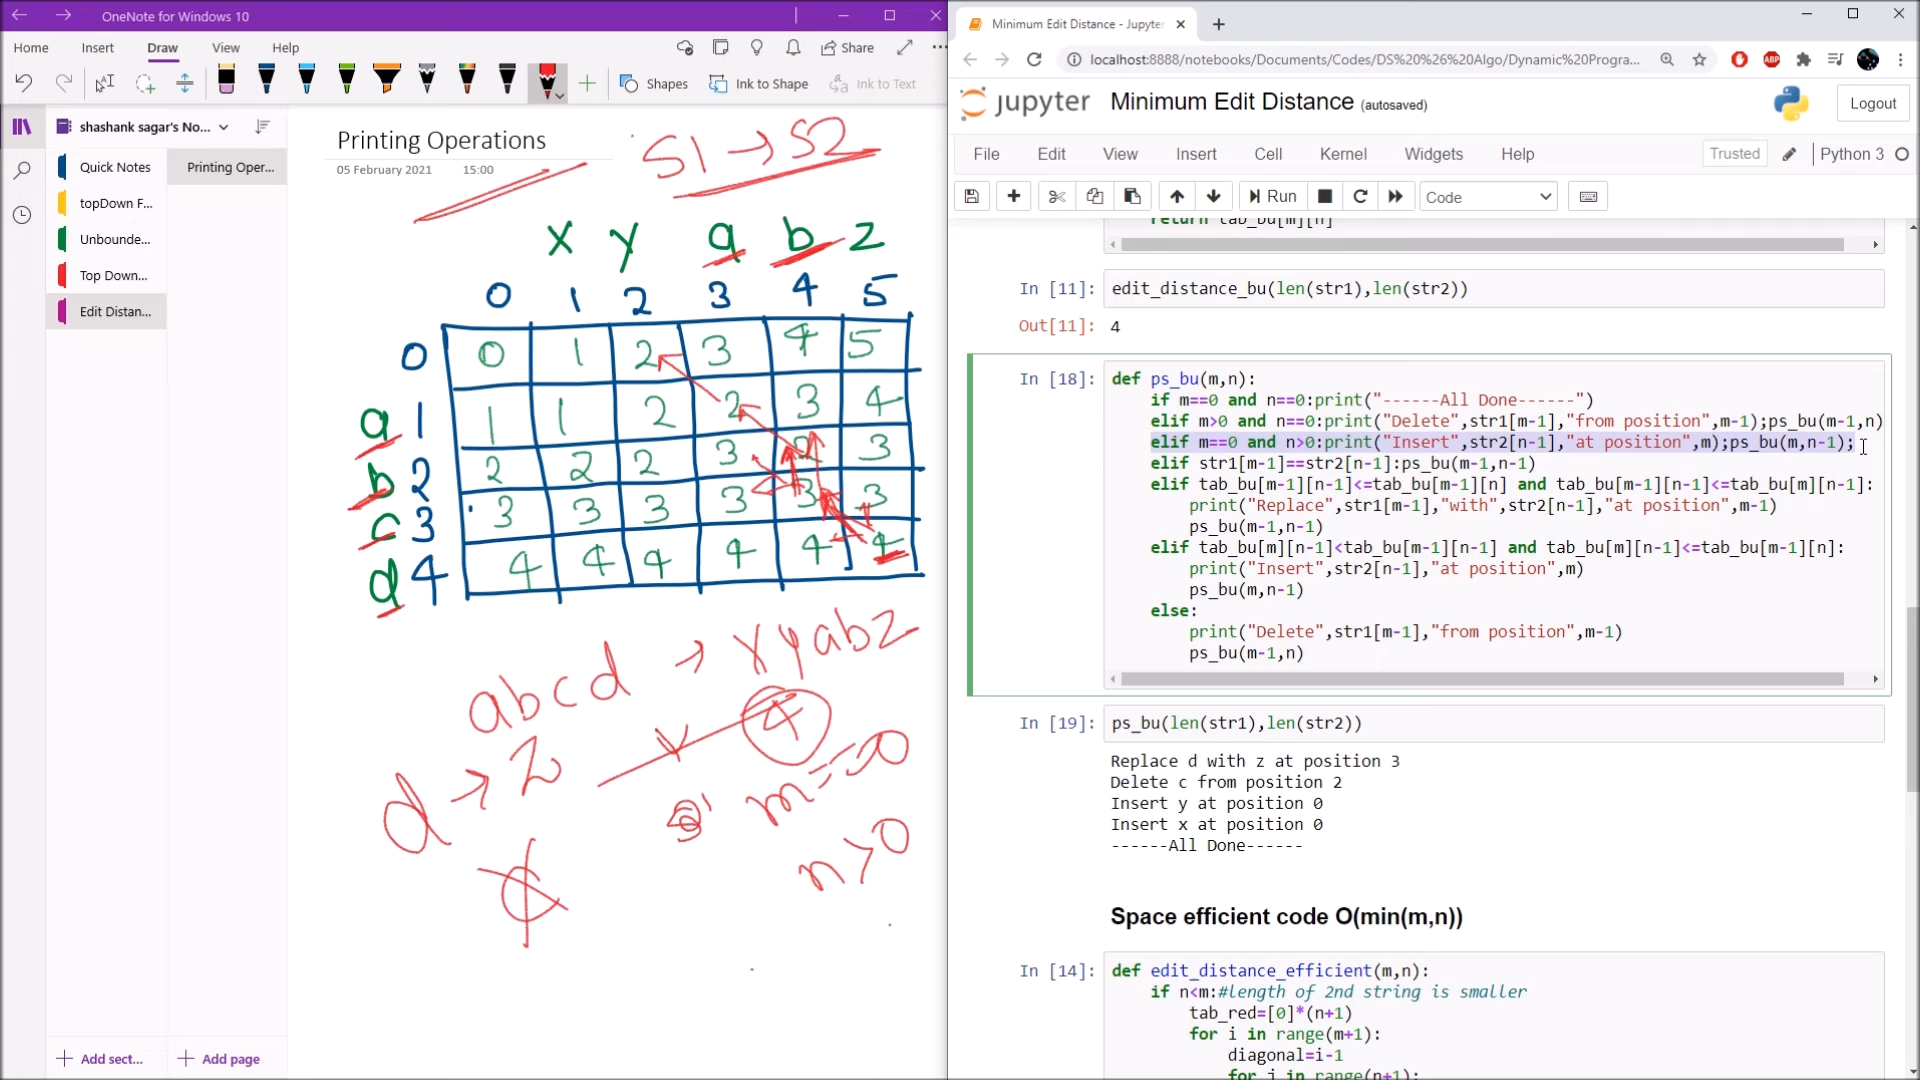 OneNote for Windows 10
Home Insert Draw View Help
Share
Shapes Ink to Shape Ink to Text
shashank sagar's No...
Quick Notes
topDown F...
Unbounde...
Top Down...
Edit Distan...
Printing Oper...
Add sect...
Add page
Printing Operations
05 February 2021 15:00
S1 → S2
x y a b z
0 1 2 3 4 5
0 0 1 2 3 4 5
a 1 1 1 2 2 3 4
b 2 2 2 2 3 2 3
c 3 3 3 3 3 3 3
d 4 4 4 4 4 4 4
abcd → xyabz
4
d → z
m==0
n>0
Minimum Edit Distance - Jupyter
localhost:8888/notebooks/Documents/Codes/DS%20%26%20Algo/Dynamic%20Progra...
ABP
jupyter Minimum Edit Distance (autosaved)
Logout
File Edit View Insert Cell Kernel Widgets Help
Trusted
Python 3
Run
Code
return tab_bu[m][n]
In [11]: edit_distance_bu(len(str1),len(str2))
Out[11]: 4
In [18]: def ps_bu(m,n):
if m==0 and n==0:print("------All Done------")
elif m>0 and n==0:print("Delete",str1[m-1],"from position",m-1);ps_bu(m-1,n)
elif m==0 and n>0:print("Insert",str2[n-1],"at position",m);ps_bu(m,n-1);
elif str1[m-1]==str2[n-1]:ps_bu(m-1,n-1)
elif tab_bu[m-1][n-1]<=tab_bu[m-1][n] and tab_bu[m-1][n-1]<=tab_bu[m][n-1]:
print("Replace",str1[m-1],"with",str2[n-1],"at position",m-1)
ps_bu(m-1,n-1)
elif tab_bu[m][n-1]<tab_bu[m-1][n-1] and tab_bu[m][n-1]<=tab_bu[m-1][n]:
print("Insert",str2[n-1],"at position",m)
ps_bu(m,n-1)
else:
print("Delete",str1[m-1],"from position",m-1)
ps_bu(m-1,n)
In [19]: ps_bu(len(str1),len(str2))
Replace d with z at position 3
Delete c from position 2
Insert y at position 0
Insert x at position 0
------All Done------
Space efficient code O(min(m,n))
In [14]: def edit_distance_efficient(m,n):
if n<m:#length of 2nd string is smaller
tab_red=[0]*(n+1)
for i in range(m+1):
diagonal=i-1
for j in range(n+1):